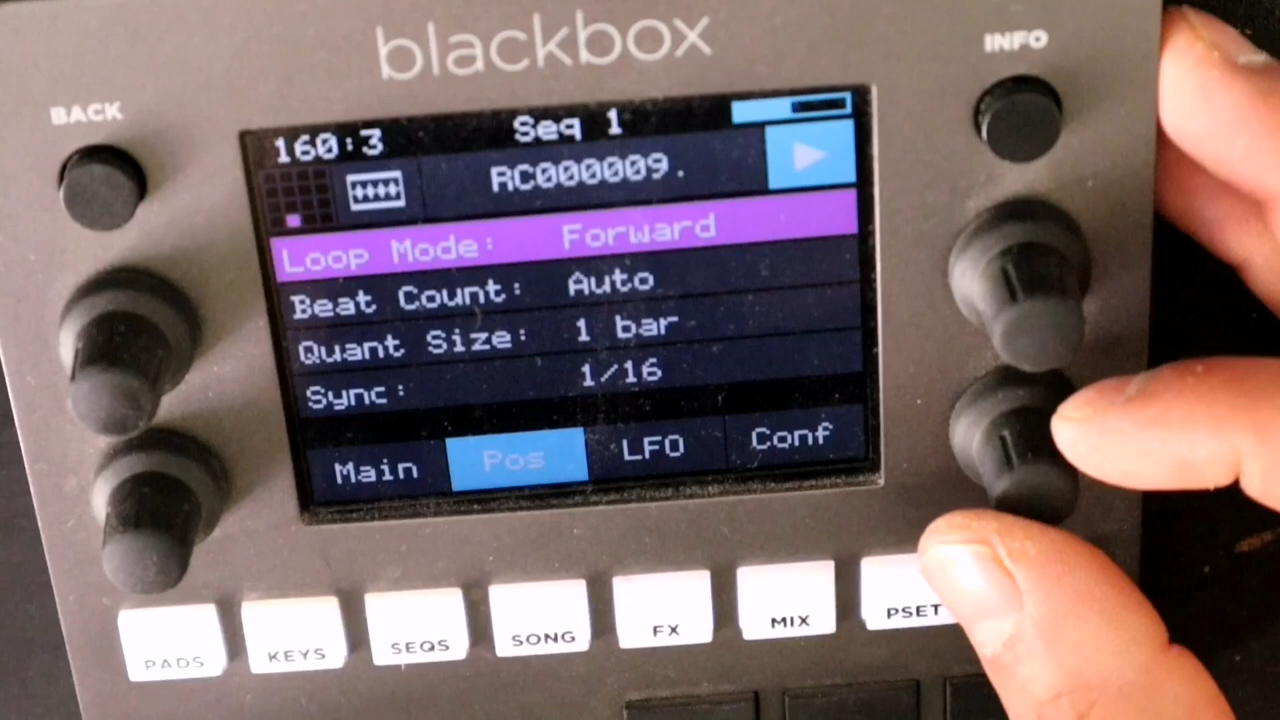 blackbox
INFO
BACK
160:3 Seq 1
RC000009.
Loop Mode: Forward
Beat Count: Auto
Quant Size: 1 bar
Sync: 1/16
Main Pos LFO Conf
PADS KEYS SEQS SONG FX MIX PSET